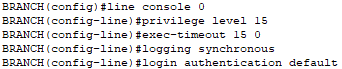 BRANCH(config)#line console 0
BRANCH(config-line)#privilege level 15
BRANCH(config-line)#exec-timeout 15 0
BRANCH(config-line)#logging synchronous
BRANCH(config-line)#login authentication default